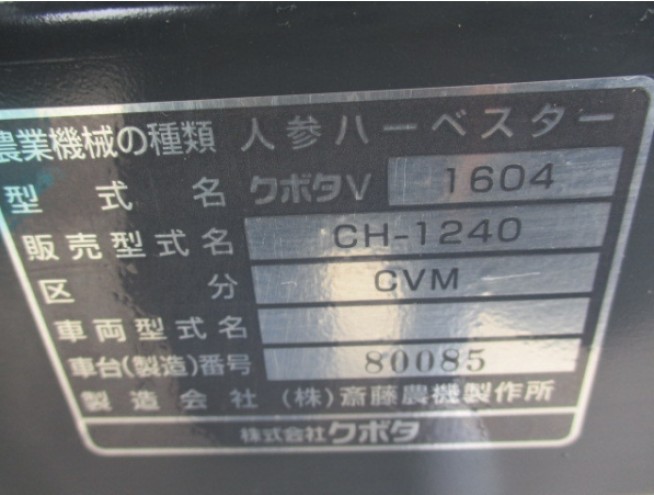 農業機械の種類 人参ハーベスター
型式名 クボタV 1604
販売型式名 CH-1240
区分 CVM
車両型式名
車台(製造)番号 80085
製造会社 (株)斎藤農機製作所
株式会社クボタ